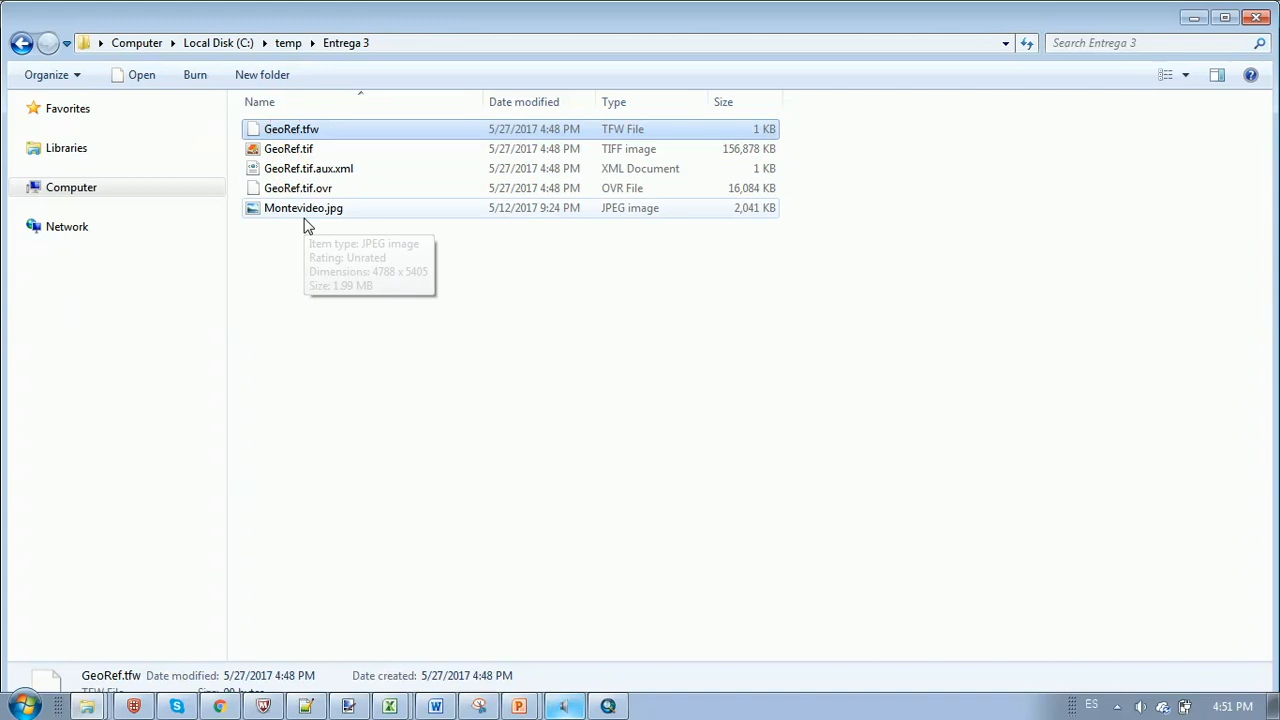 Computer Local Disk (C:) temp Entrega 3
Search Entrega 3
Organize Open Burn New folder
Name Date modified Type Size
Favorites
Libraries
Computer
Network
GeoRef.tfw 5/27/2017 4:48 PM TFW File 1 KB
GeoRef.tif 5/27/2017 4:48 PM TIFF image 156,878 KB
GeoRef.tif.aux.xml 5/27/2017 4:48 PM XML Document 1 KB
GeoRef.tif.ovr 5/27/2017 4:48 PM OVR File 16,084 KB
Montevideo.jpg 5/12/2017 9:24 PM JPEG image 2,041 KB
Item type: JPEG image
Rating: Unrated
Dimensions: 4788 x 5405
Size: 1.99 MB
GeoRef.tfw Date modified: 5/27/2017 4:48 PM Date created: 5/27/2017 4:48 PM
TFW File
ES 4:51 PM